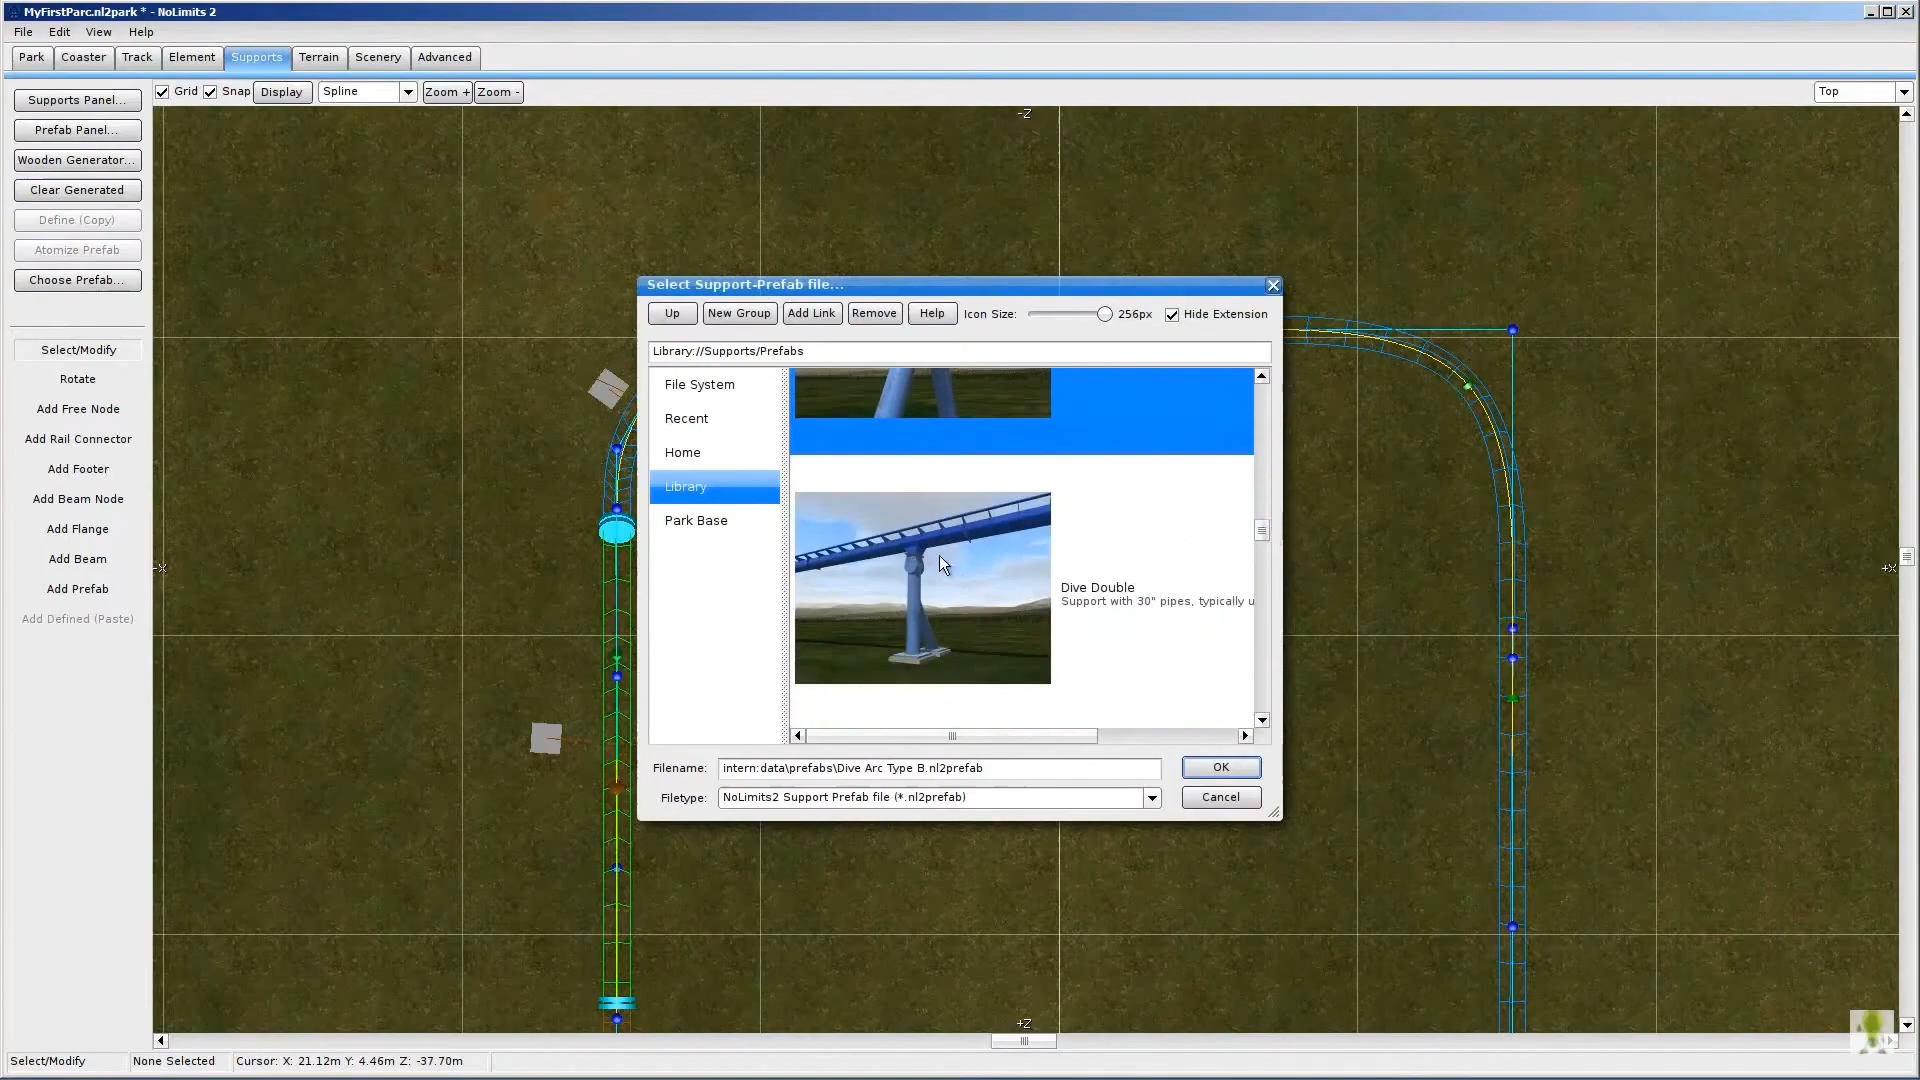 MyFirstParc.nl2park * - NoLimits 2
File Edit View Help
Park Coaster Track Element Supports Terrain Scenery Advanced
Supports Panel...
Prefab Panel...
Wooden Generator...
Clear Generated
Define (Copy)
Atomize Prefab
Choose Prefab...
Select/Modify
Rotate
Add Free Node
Add Rail Connector
Add Footer
Add Beam Node
Add Flange
Add Beam
Add Prefab
Add Defined (Paste)
Grid Snap Display Spline Zoom + Zoom - Top
-Z
-X
+X
+Z
Select Support-Prefab file...
Up New Group Add Link Remove Help Icon Size: 256px Hide Extension
Library://Supports/Prefabs
File System
Recent
Home
Library
Park Base
Dive Double
Support with 30" pipes, typically u
Filename: intern:data\prefabs\Dive Arc Type B.nl2prefab OK
Filetype: NoLimits2 Support Prefab file (*.nl2prefab) Cancel
Select/Modify None Selected Cursor: X: 21.12m Y: 4.46m Z: -37.70m